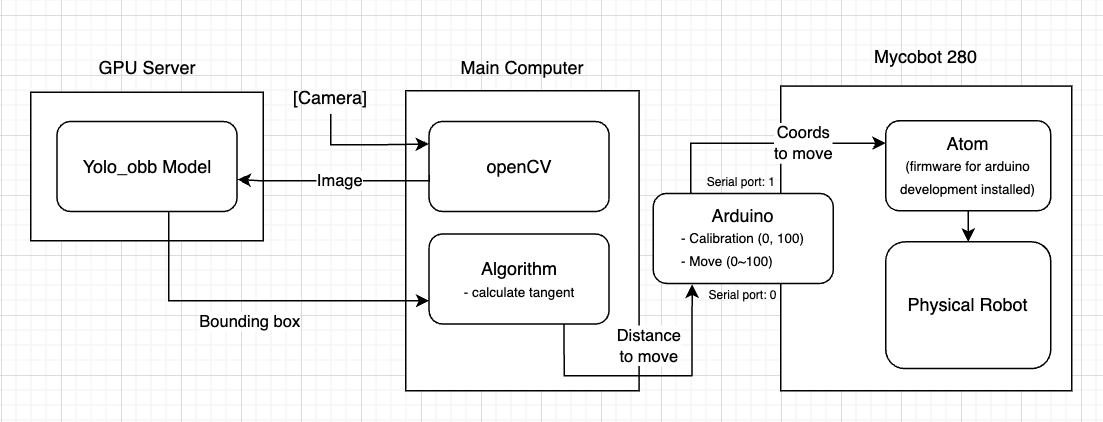 GPU Server
Yolo_obb Model
[Camera]
Image
Bounding box
Main Computer
openCV
Algorithm
- calculate tangent
Distance
to move
Serial port: 1
Arduino
- Calibration (0, 100)
- Move (0~100)
Serial port: 0
Coords
to move
Mycobot 280
Atom
(firmware for arduino
development installed)
Physical Robot